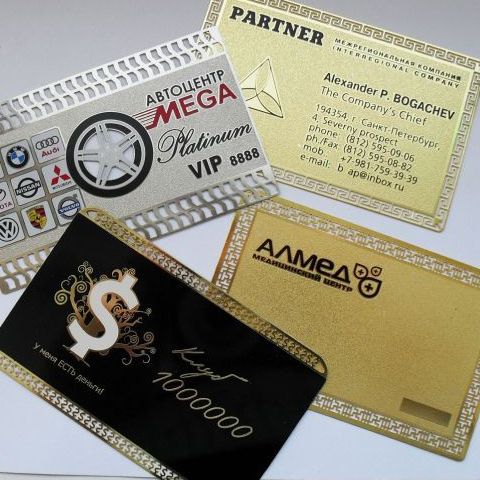 PARTNER
МЕЖРЕГИОНАЛЬНАЯ КОМПАНИЯ
INTERREGIONAL COMPANY
Alexander P. BOGACHEV
The Company's Chief
194354, г. Санкт-Петербург,
4, Severny prospect
phone: (812) 595-09-06
ph./fax (812) 595-08-82
mob. +7-981-759-39-39
e-mail: b ap@inbox.ru
АВТОЦЕНТР
MEGA
Platinum
VIP 8888
Audi
NISSAN
MITSUBISHI
АЛМЕД
МЕДИЦИНСКИЙ ЦЕНТР
$
У меня ЕСТЬ деньги!
Клуб
1000000